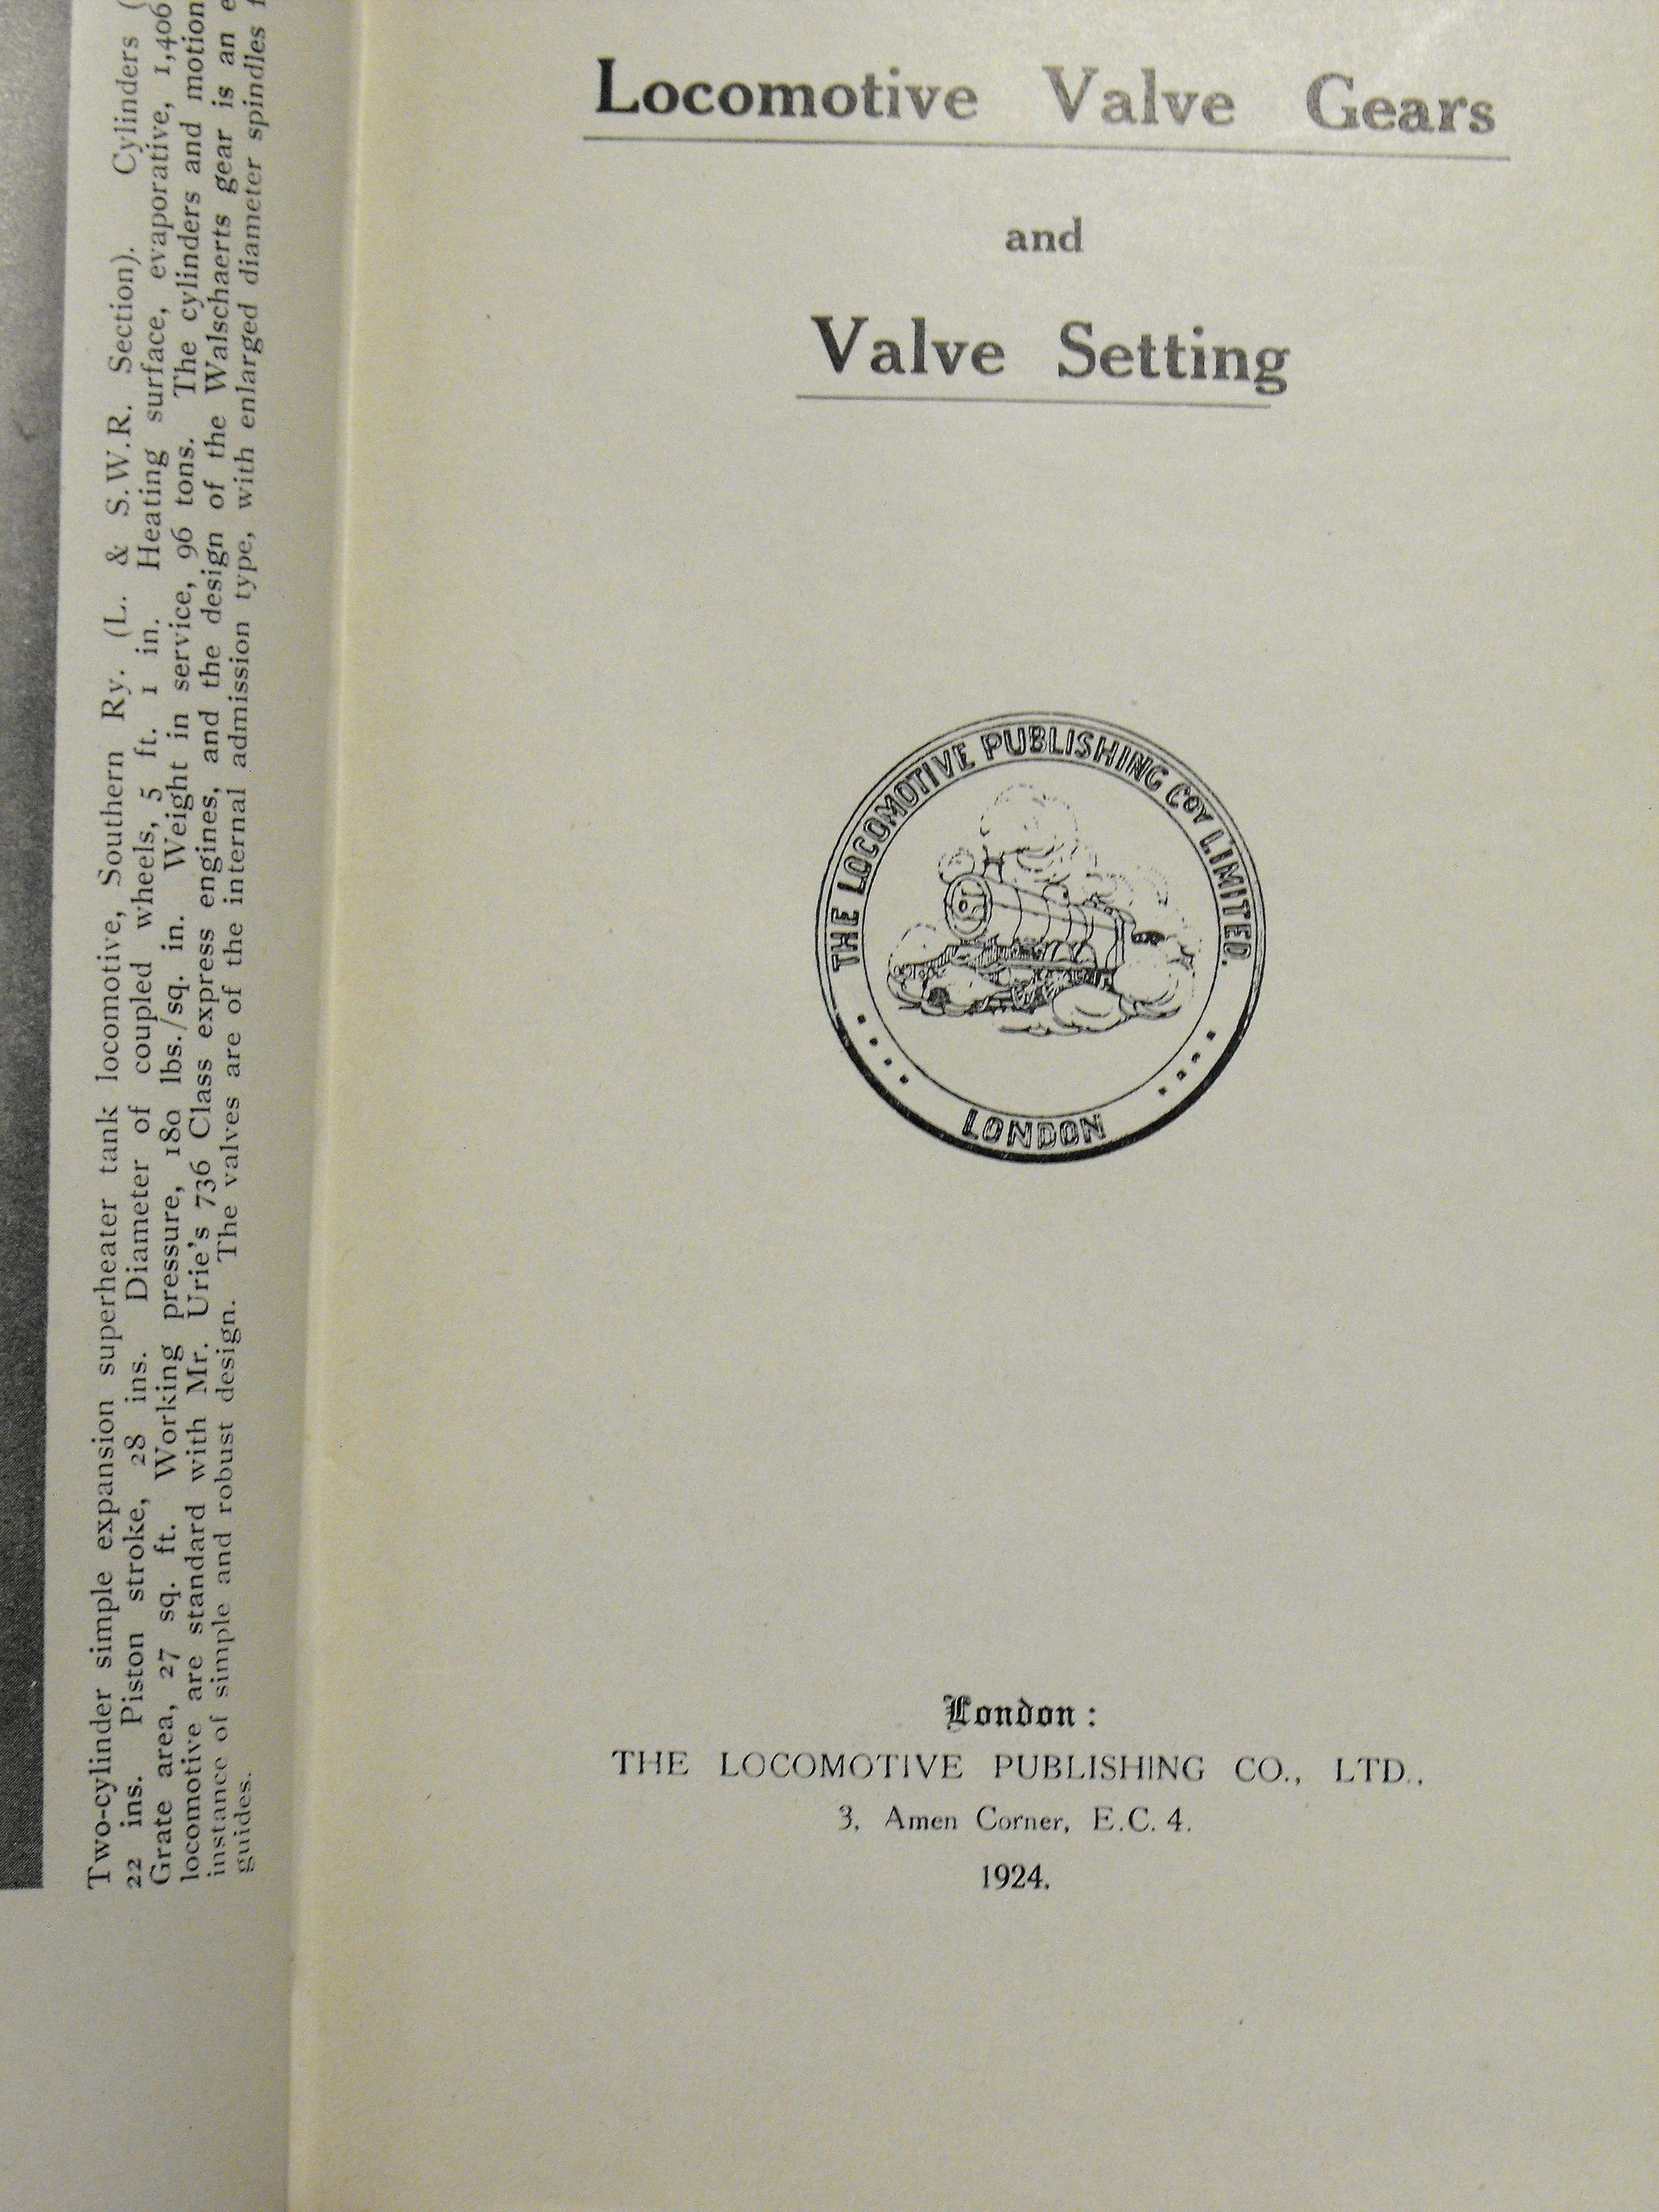 Two-cylinder simple expansion superheater tank locomotive, Southern Ry. (L. & S.W.R. Section). Cylinders (
22 ins. Piston stroke, 28 ins. Diameter of coupled wheels, 5 ft. 1 in. Heating surface, evaporative, 1,406
Grate area, 27 sq. ft. Working pressure, 180 lbs./sq. in. Weight in service, 96 tons. The cylinders and motion
locomotive are standard with Mr. Urie's 736 Class express engines, and the design of the Walschaerts gear is an e
instance of simple and robust design. The valves are of the internal admission type, with enlarged diameter spindles f
guides.
Locomotive Valve Gears
and
Valve Setting
THE LOCOMOTIVE PUBLISHING COY LIMITED.
LONDON
London:
THE LOCOMOTIVE PUBLISHING CO., LTD.,
3, Amen Corner, E.C. 4.
1924.